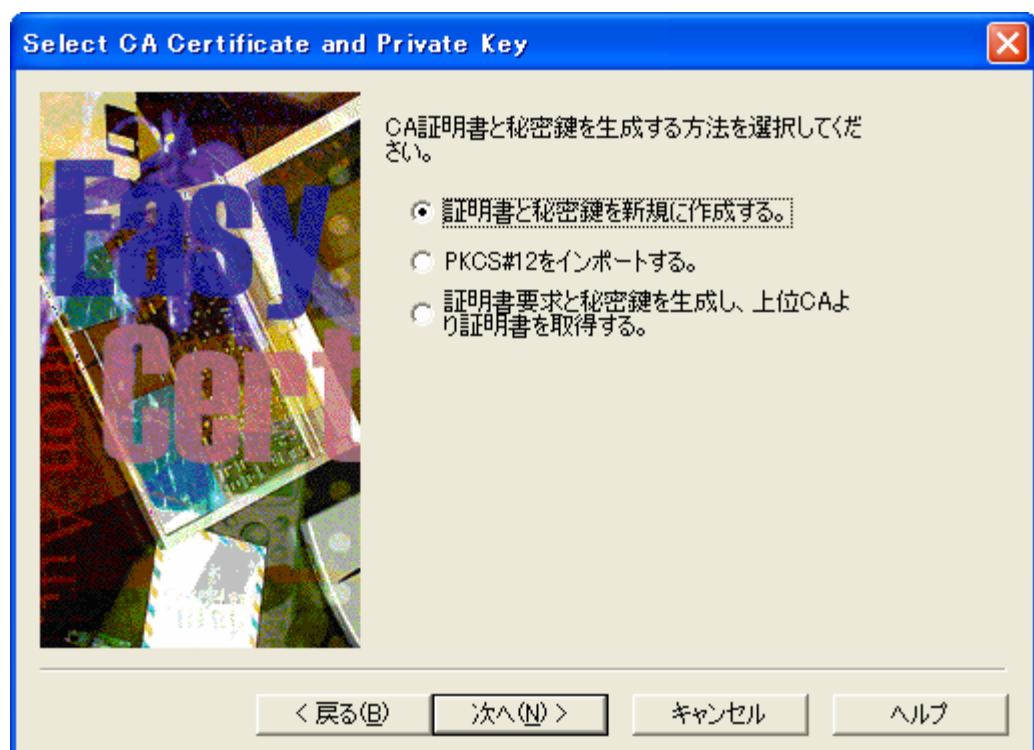 Select CA Certificate and Private Key
Easy
Cert
CA証明書と秘密鍵を生成する方法を選択してくだ
さい。
証明書と秘密鍵を新規に作成する。
PKCS#12をインポートする。
証明書要求と秘密鍵を生成し、上位CAよ
り証明書を取得する。
< 戻る(B)
次へ(N) >
キャンセル
ヘルプ